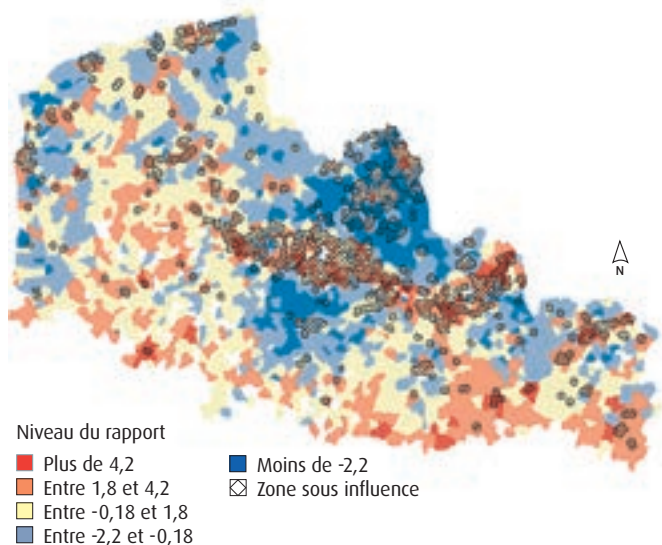 N
Niveau du rapport
Plus de 4,2
Entre 1,8 et 4,2
Entre -0,18 et 1,8
Entre -2,2 et -0,18
Moins de -2,2
Zone sous influence